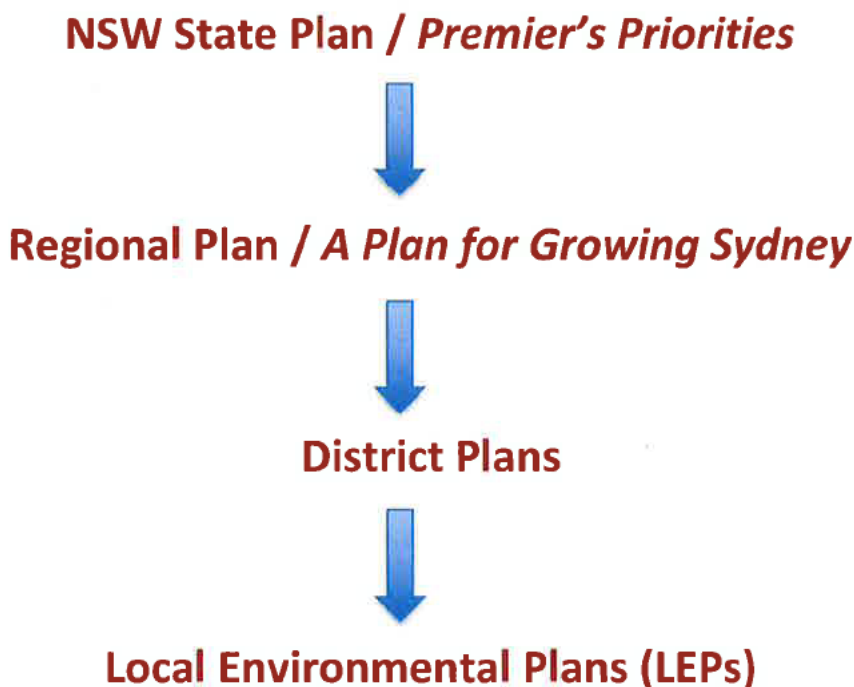 NSW State Plan / Premier's Priorities
Regional Plan / A Plan for Growing Sydney
District Plans
Local Environmental Plans (LEPs)